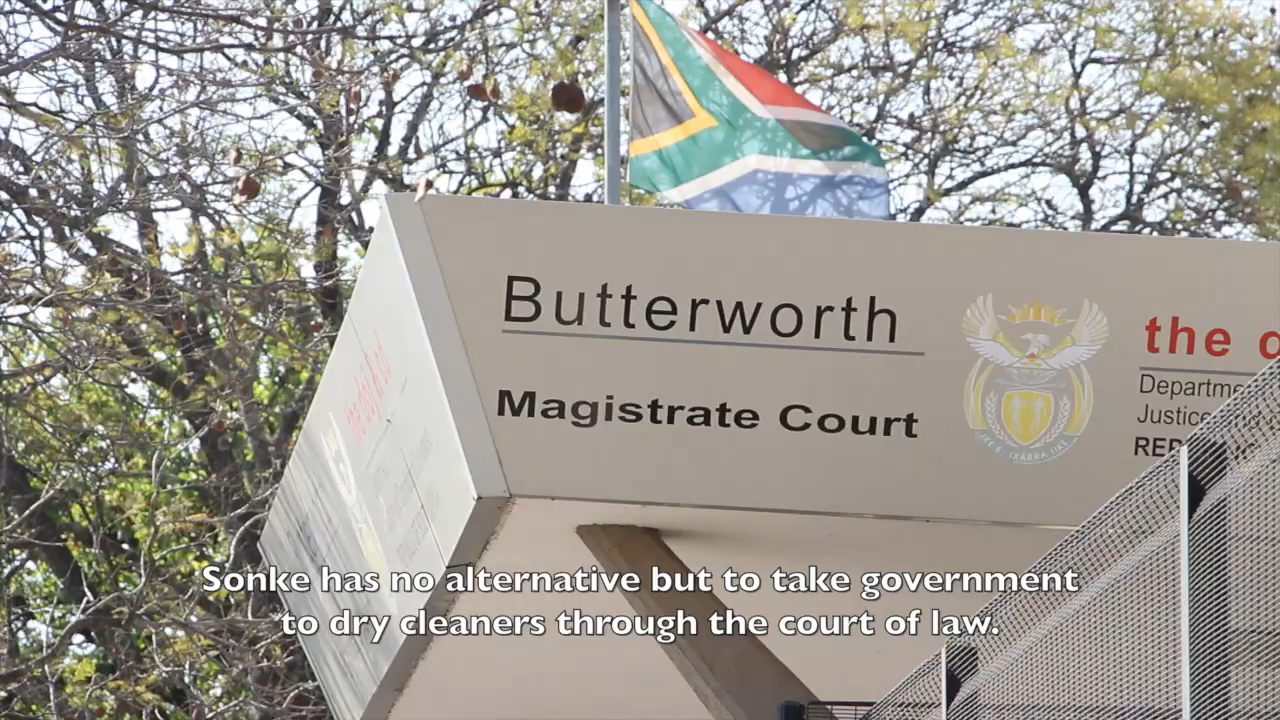 Butterworth
Magistrate Court
the d
Departme
Justice
REP
Sonke has no alternative but to take government
to dry cleaners through the court of law.